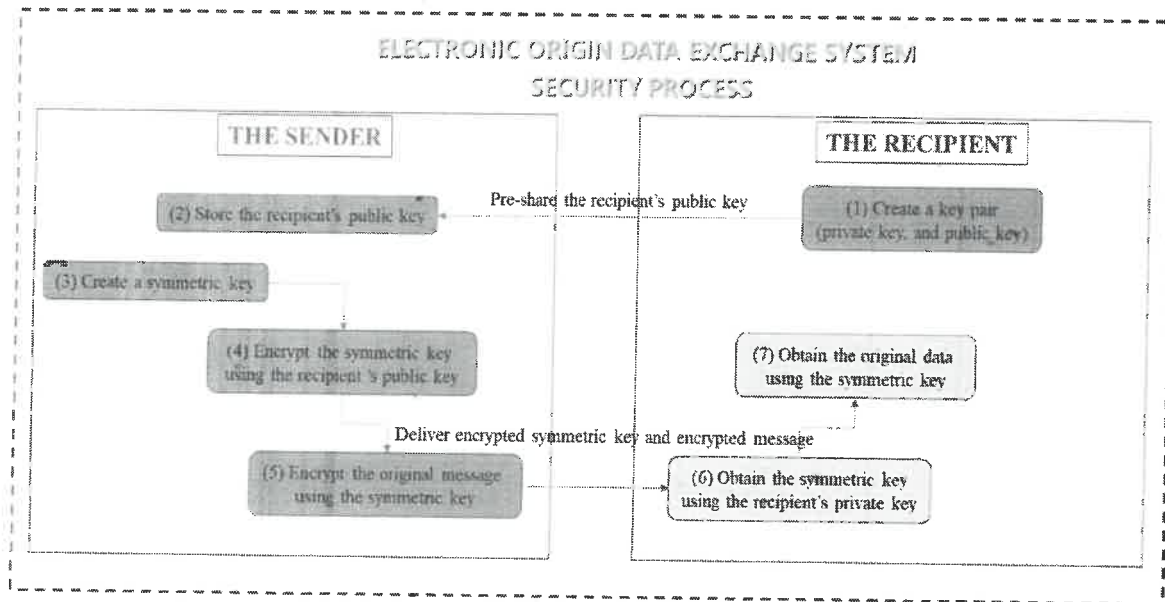 ELECTRONIC ORIGIN DATA EXCHANGE SYSTEM
SECURITY PROCESS
THE SENDER
THE RECIPIENT
(2) Store the recipient's public key
Pre-share the recipient's public key
(1) Create a key pair
(private key, and public key)
(3) Create a symmetric key
(4) Encrypt the symmetric key
using the recipient 's public key
(7) Obtain the original data
using the symmetric key
Deliver encrypted symmetric key and encrypted message
(5) Encrypt the original message
using the symmetric key
(6) Obtain the symmetric key
using the recipient's private key